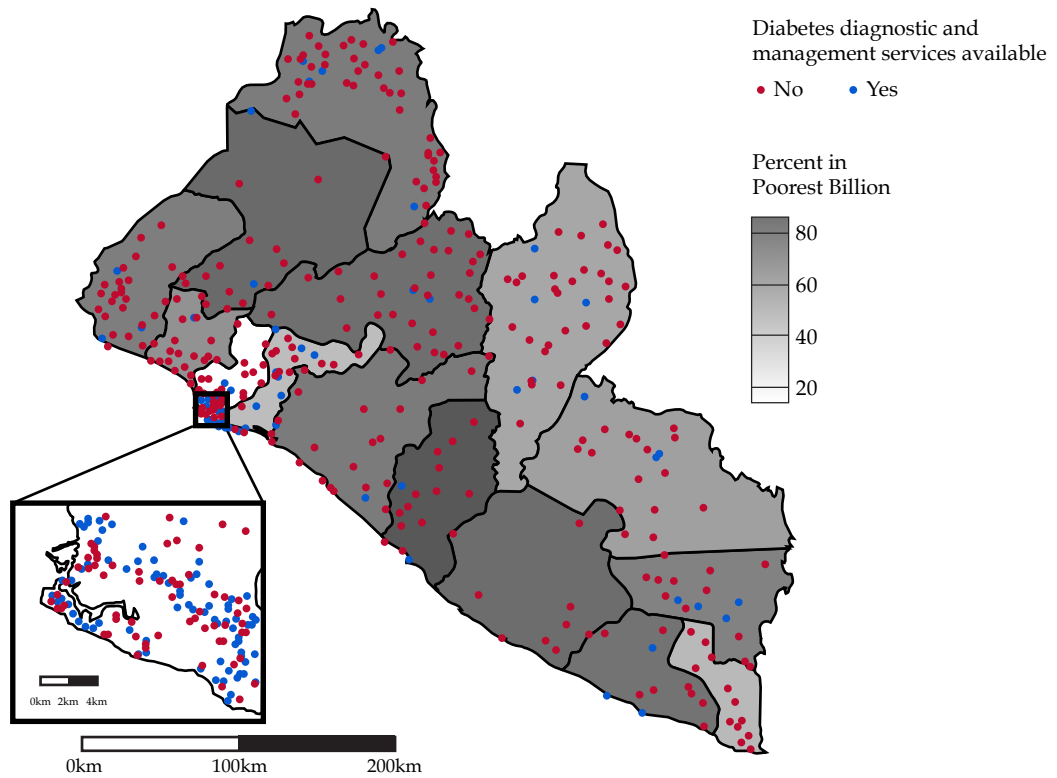 Diabetes diagnostic and
management services available
No
Yes
Percent in
Poorest Billion
80
60
40
20
0km 2km 4km
0km 100km 200km